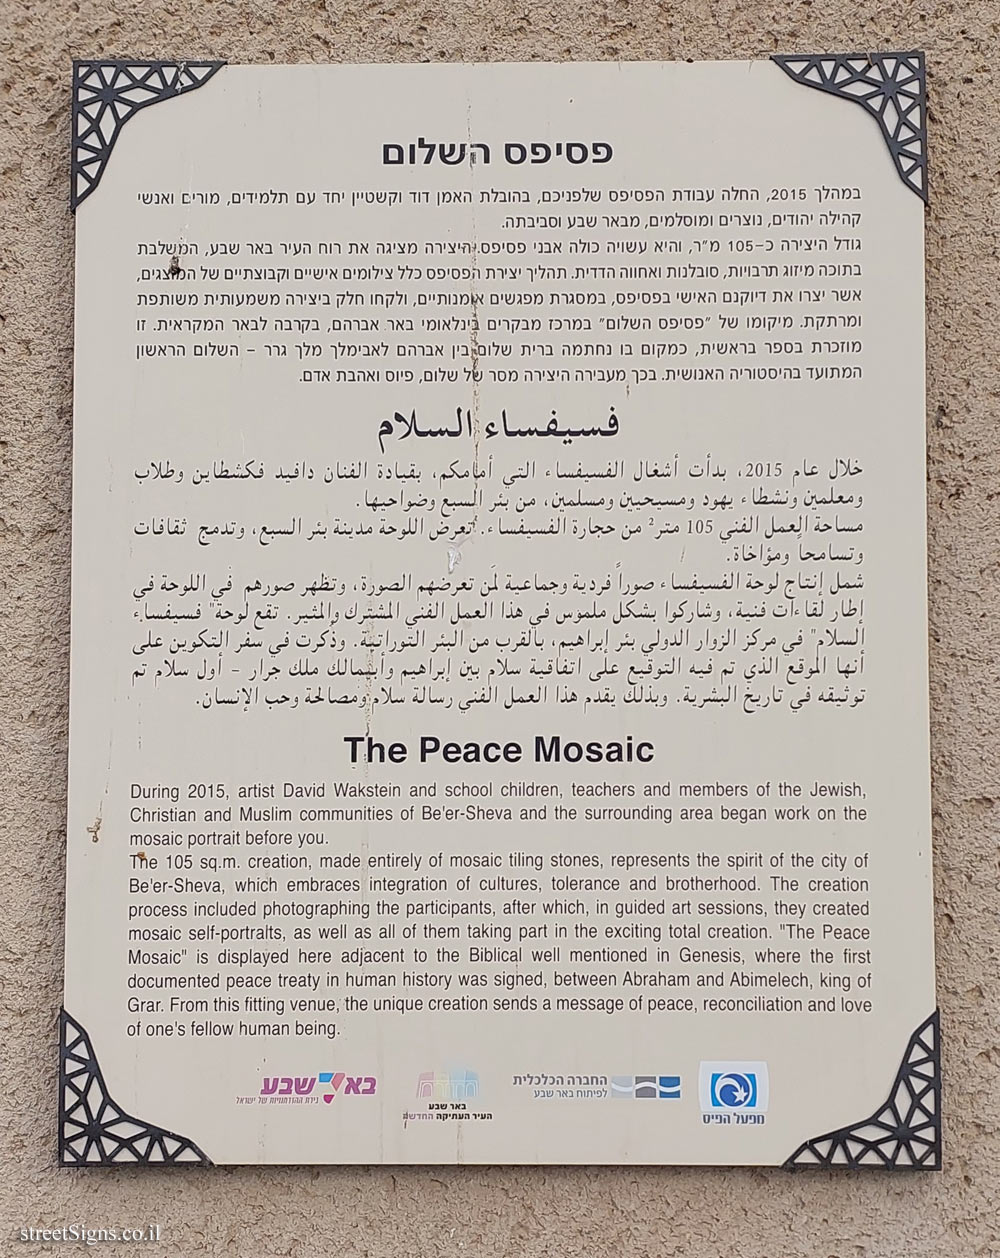 פסיפס השלום
במהלך 2015, החלה עבודת הפסיפס שלפניכם, בהובלת האמן דוד וקשטיין יחד עם תלמידים, מורים ואנשי
קהילה יהודים, נוצרים ומוסלמים, מבאר שבע וסביבתה.
גודל היצירה כ-105 מ״ר, והיא עשויה כולה אבני פסיפס. היצירה מציגה את רוח העיר באר שבע, המשלבת
בתוכה מיזוג תרבויות, סובלנות ואחווה הדדית. תהליך יצירת הפסיפס כלל צילומים אישיים וקבוצתיים של המוצגים,
אשר יצרו את דיוקנם האישי בפסיפס, במסגרת מפגשים אומנותיים, ולקחו חלק ביצירה משמעותית משותפת
ומרתקת. מיקומו של ״פסיפס השלום״ במרכז מבקרים בינלאומי באר אברהם, בקרבה לבאר המקראית. זו
מוזכרת בספר בראשית, כמקום בו נחתמה ברית שלום בין אברהם לאבימלך מלך גרר – השלום הראשון
המתועד בהיסטוריה האנושית. בכך מעבירה היצירה מסר של שלום, פיוס ואהבת אדם.
فسيفساء السلام
خلال عام 2015، بدأت أشغال الفسيفساء التي أمامكم، بقيادة الفنان دافيد فكشطاين وطلاب
ومعلمين ونشطاء يهود ومسيحيين ومسلمين، من بئر السبع وضواحيها.
مساحة العمل الفني 105 متر² من حجارة الفسيفساء. تعرض اللوحة مدينة بئر السبع، وتدمج ثقافات
وتسامحاً ومؤاخاة.
شمل إنتاج لوحة الفسيفساء صوراً فردية وجماعية لمن تعرضهم الصورة، وتظهر صورهم في اللوحة في
إطار لقاءات فنية، وشاركوا بشكل ملموس في هذا العمل الفني المشترك والمثير. تقع لوحة" فسيفساء
السلام" في مركز الزوار الدولي بئر إبراهيم، بالقرب من البئر التوراتية. وذُكرت في سفر التكوين على
أنها الموقع الذي تم فيه التوقيع على اتفاقية سلام بين إبراهيم وأبيمالك ملك جرار - أول سلام تم
توثيقه في تاريخ البشرية. وبذلك يقدم هذا العمل الفني رسالة سلام ومصالحة وحب الإنسان.
The Peace Mosaic
During 2015, artist David Wakstein and school children, teachers and members of the Jewish,
Christian and Muslim communities of Be'er-Sheva and the surrounding area began work on the
mosaic portrait before you.
The 105 sq.m. creation, made entirely of mosaic tiling stones, represents the spirit of the city of
Be'er-Sheva, which embraces integration of cultures, tolerance and brotherhood. The creation
process included photographing the participants, after which, in guided art sessions, they created
mosaic self-portralts, as well as all of them taking part in the exciting total creation. "The Peace
Mosaic" is displayed here adjacent to the Biblical well mentioned in Genesis, where the first
documented peace treaty in human history was signed, between Abraham and Abimelech, king of
Grar. From this fitting venue, the unique creation sends a message of peace, reconciliation and love
of one's fellow human being.
באר שבע
בירת ההזדמנויות של ישראל
באר שבע
העיר העתיקה החדשה
החברה הכלכלית
לפיתוח באר שבע
מפעל הפיס
streetSigns.co.il